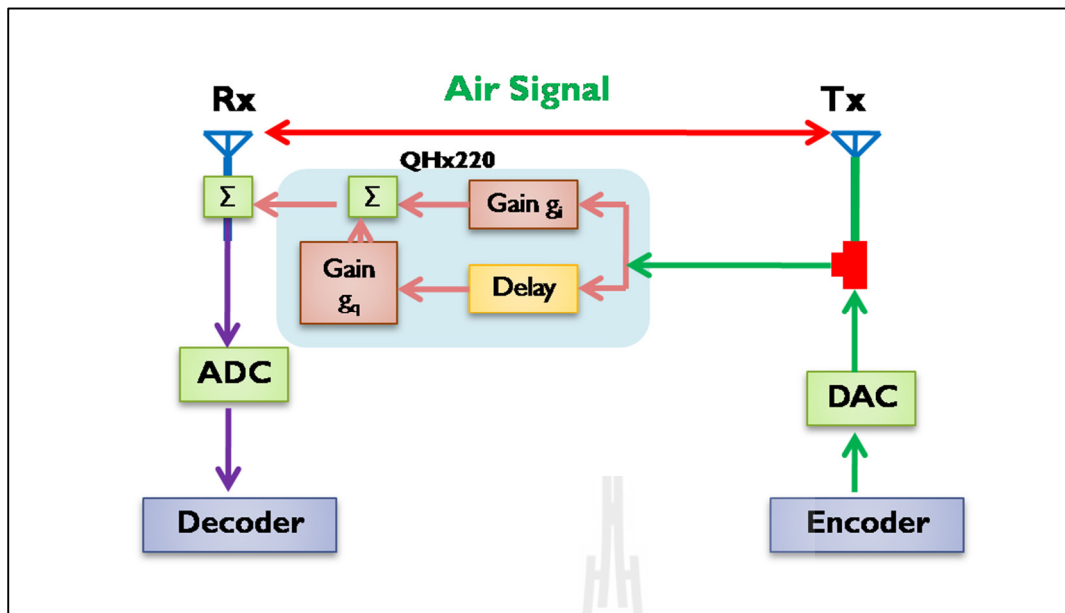 Air Signal
Rx
Tx
QHx220
Σ
Σ
Gain gi
Gain
gq
Delay
ADC
DAC
Decoder
Encoder